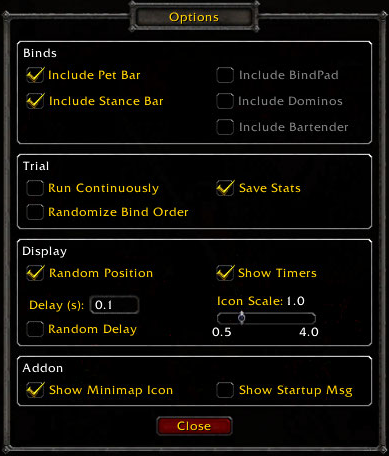 Options
Binds
Include Pet Bar
Include BindPad
Include Stance Bar
Include Dominos
Include Bartender
Trial
Run Continuously
Save Stats
Randomize Bind Order
Display
Random Position
Show Timers
Delay (s): 0.1
Icon Scale: 1.0
Random Delay
0.5 4.0
Addon
Show Minimap Icon
Show Startup Msg
Close